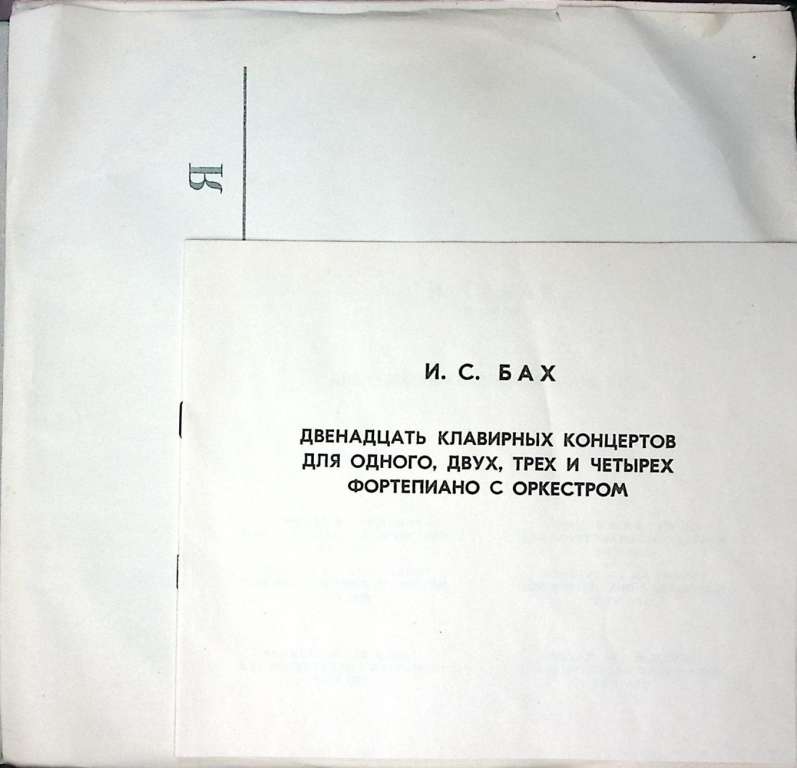 И. С. БАХ
ДВЕНАДЦАТЬ КЛАВИРНЫХ КОНЦЕРТОВ
ДЛЯ ОДНОГО, ДВУХ, ТРЕХ И ЧЕТЫРЕХ
ФОРТЕПИАНО С ОРКЕСТРОМ